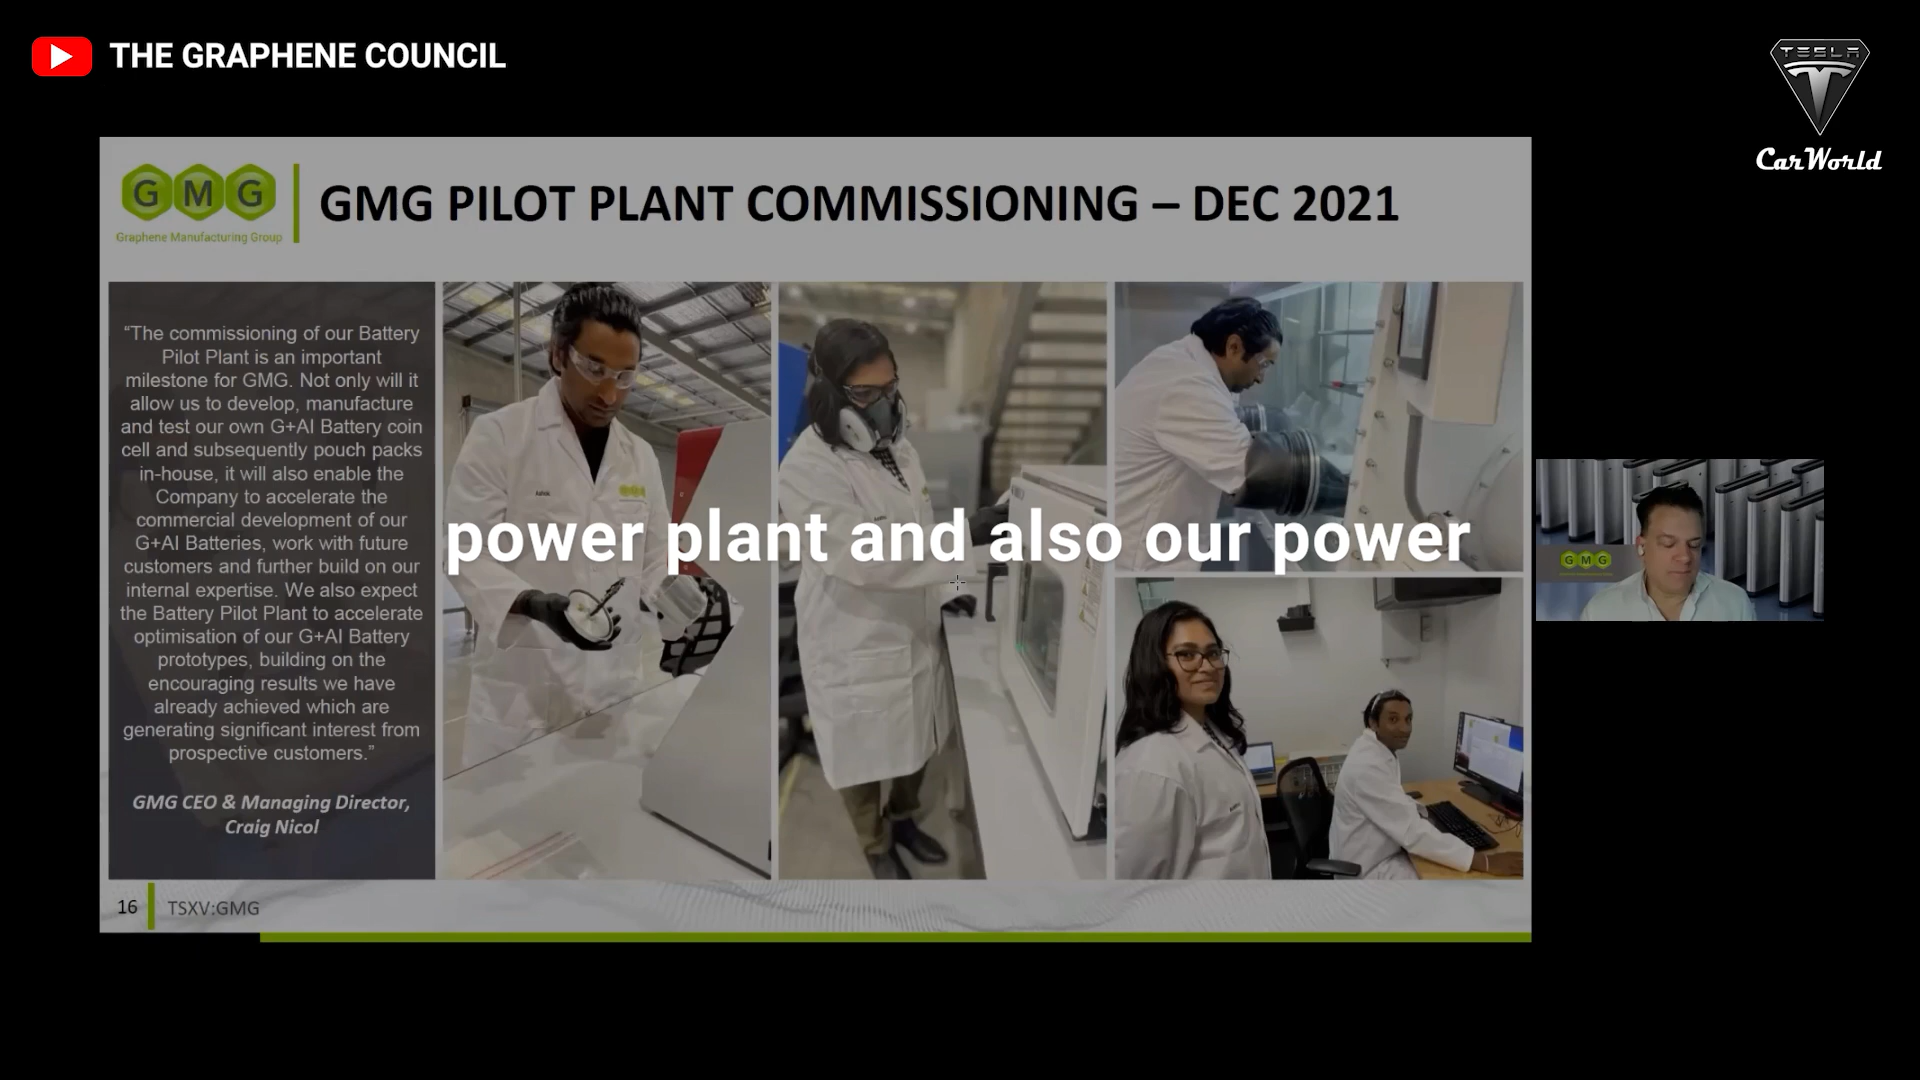 THE GRAPHENE COUNCIL
TESLA
CarWorld
GMG
Graphene Manufacturing Group
GMG PILOT PLANT COMMISSIONING – DEC 2021
“The commissioning of our Battery
Pilot Plant is an important
milestone for GMG. Not only will it
allow us to develop, manufacture
and test our own G+AI Battery coin
cell and subsequently pouch packs
in-house, it will also enable the
Company to accelerate the
commercial development of our
G+AI Batteries, work with future
customers and further build on our
internal expertise. We also expect
the Battery Pilot Plant to accelerate
optimisation of our G+AI Battery
prototypes, building on the
encouraging results we have
already achieved which are
generating significant interest from
prospective customers.”
GMG CEO & Managing Director,
Craig Nicol
power plant and also our power
GMG
16
TSXV:GMG